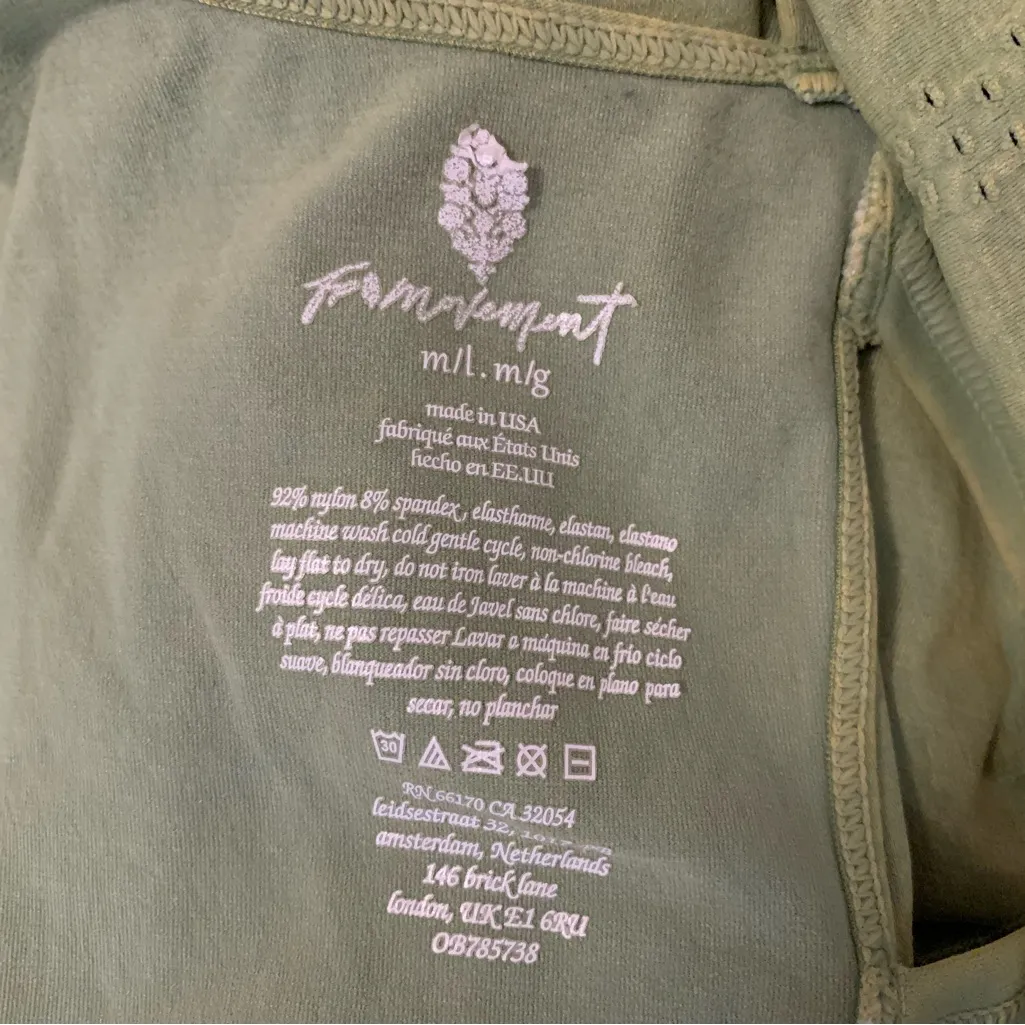 FP movement
m/l . m/g
made in USA
fabriqué aux États Unis
hecho en EE.UU
92% nylon 8% spandex, elasthanne, elastan, elastano
machine wash cold gentle cycle, non-chlorine bleach,
lay flat to dry, do not iron laver à la machine à l'eau
froide cycle délica, eau de Javel sans chlore, faire sécher
à plat, ne pas repasser Lavar a máquina en frío ciclo
suave, blanqueador sin cloro, coloque en plano para
secar, no planchar
30
RN 66170 CA 32054
leidsestraat 32,
amsterdam, Netherlands
146 brick lane
london, UK E1 6RU
OB785738